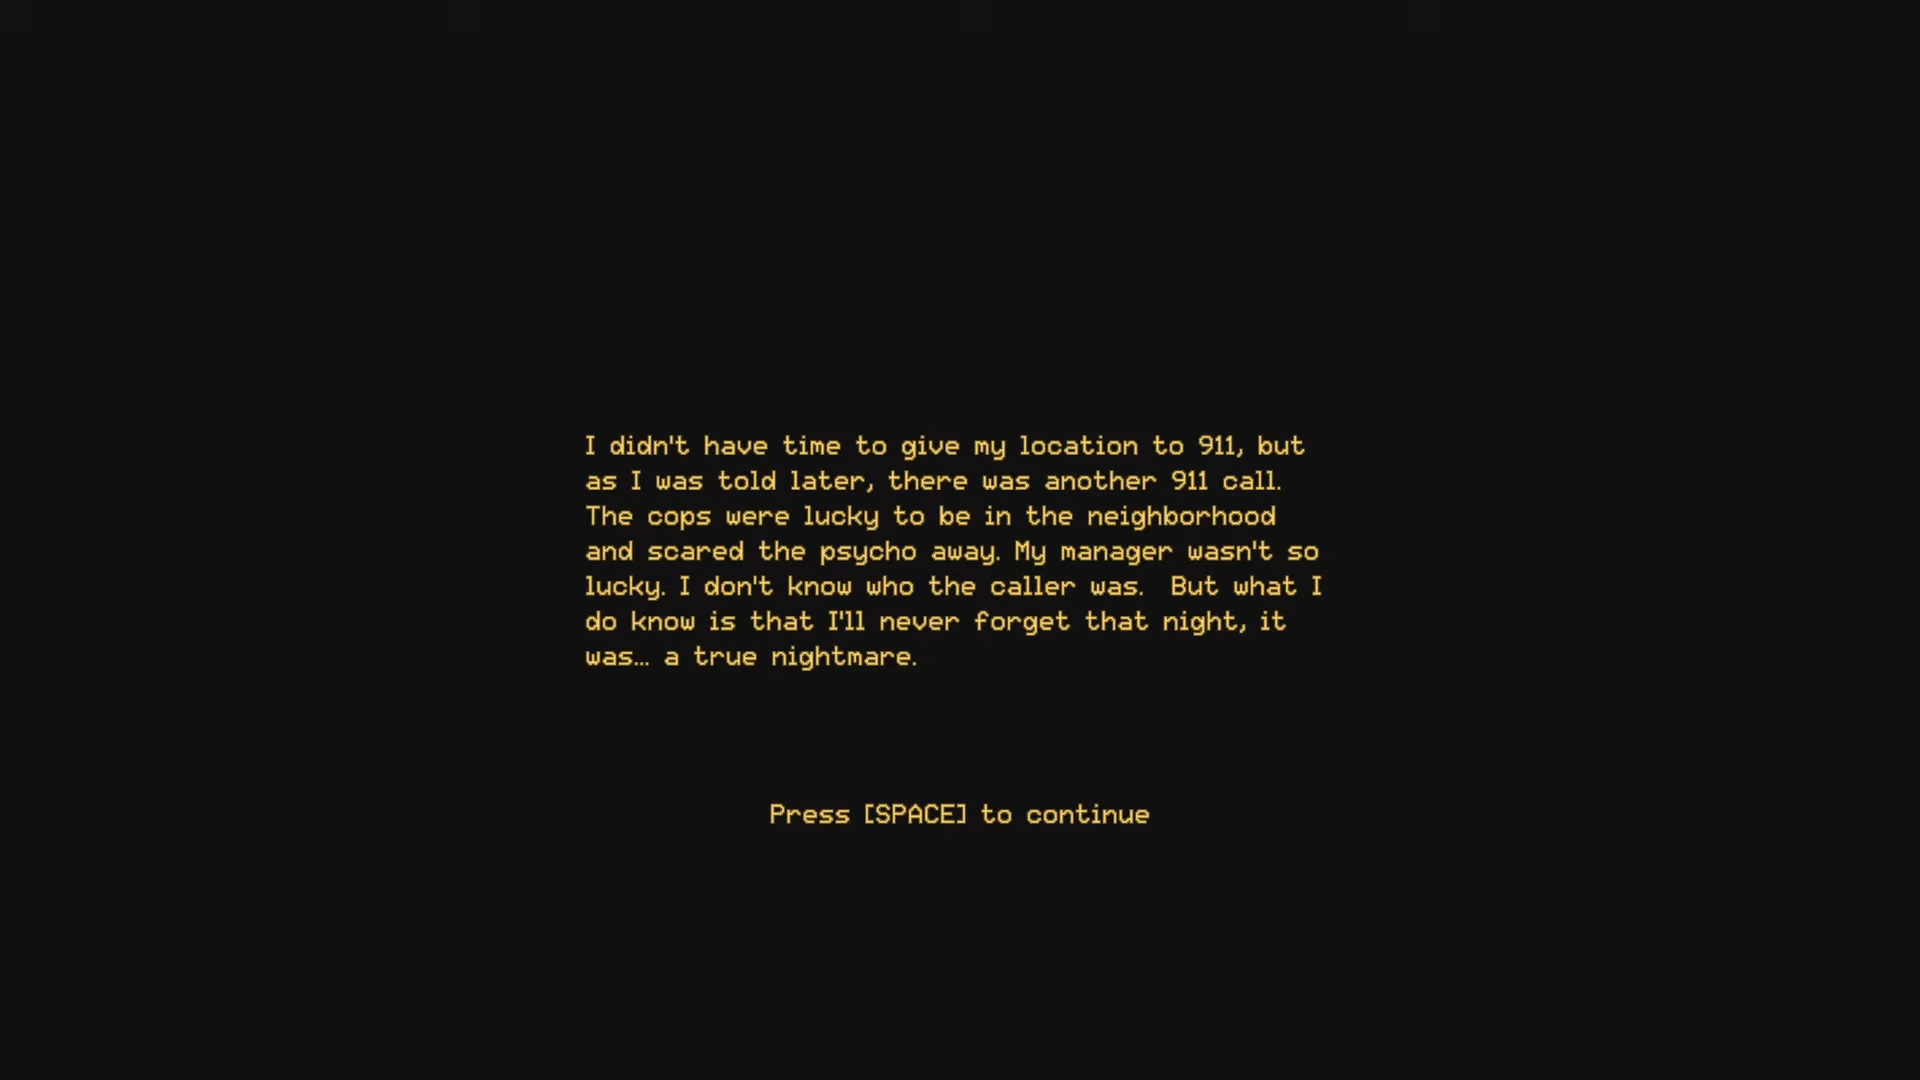 I didn't have time to give my location to 911, but
as I was told later, there was another 911 call.
The cops were lucky to be in the neighborhood
and scared the psycho away. My manager wasn't so
lucky. I don't know who the caller was.  But what I
do know is that I'll never forget that night, it
was... a true nightmare.
Press [SPACE] to continue